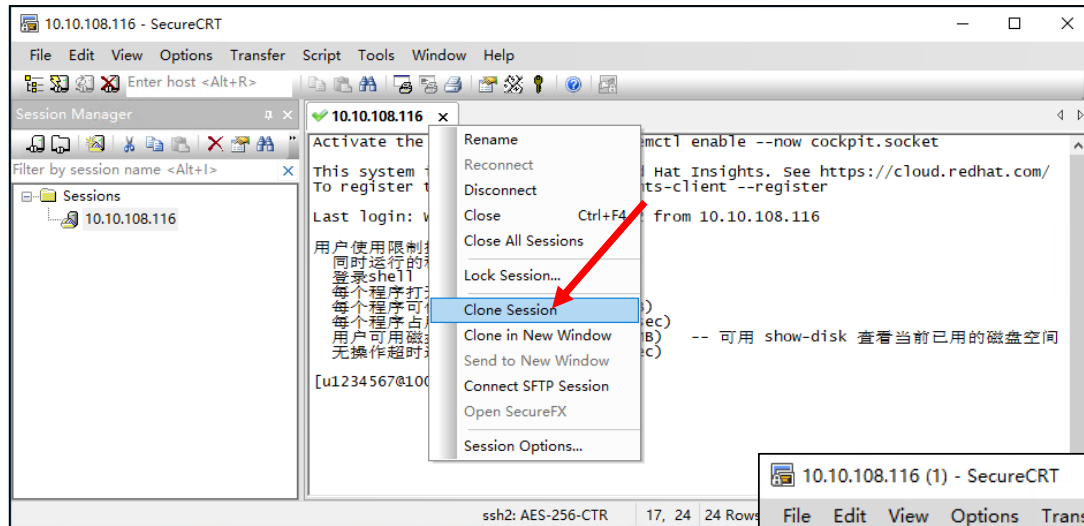 10.10.108.116 - SecureCRT
File Edit View Options Transfer Script Tools Window Help
Enter host <Alt+R>
Session Manager
10.10.108.116 x
Filter by session name <Alt+I>
Sessions
10.10.108.116
Activate the
emctl enable --now cockpit.socket
This system
Hat Insights. See https://cloud.redhat.com/
To register
nts-client --register
Last login:
from 10.10.108.116
用户使用限制
同时运行的
登录shell
每个程序打
每个程序可
每个程序占
sec)
用户可用磁
MB) -- 可用 show-disk 查看当前已用的磁盘空间
无操作超时
[u1234567@100
Rename
Reconnect
Disconnect
Close Ctrl+F4
Close All Sessions
Lock Session...
Clone Session
Clone in New Window
Send to New Window
Connect SFTP Session
Open SecureFX
Session Options...
ssh2: AES-256-CTR 17, 24 24 Rows
10.10.108.116 (1) - SecureCRT
File Edit View Options Trans